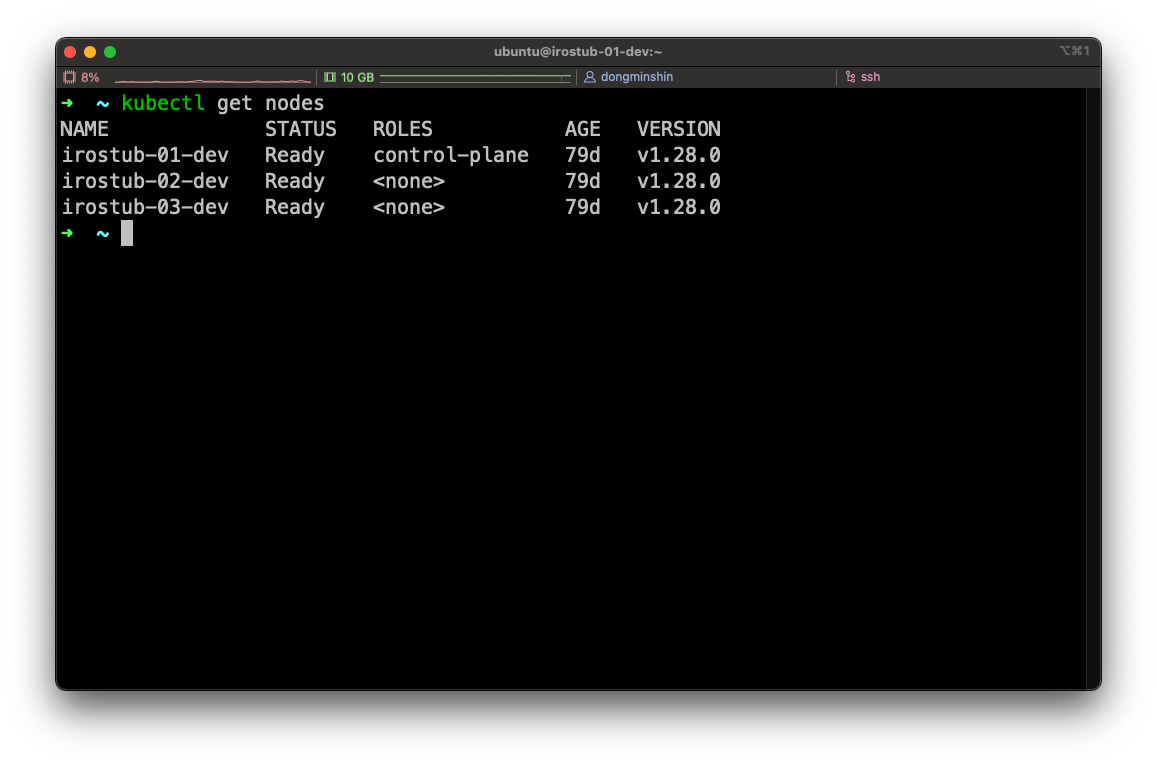 ubuntu@irostub-01-dev:~ ⌥⌘1
8% 10 GB dongminshin ssh
➜ ~ kubectl get nodes
NAME STATUS ROLES AGE VERSION
irostub-01-dev Ready control-plane 79d v1.28.0
irostub-02-dev Ready <none> 79d v1.28.0
irostub-03-dev Ready <none> 79d v1.28.0
➜ ~